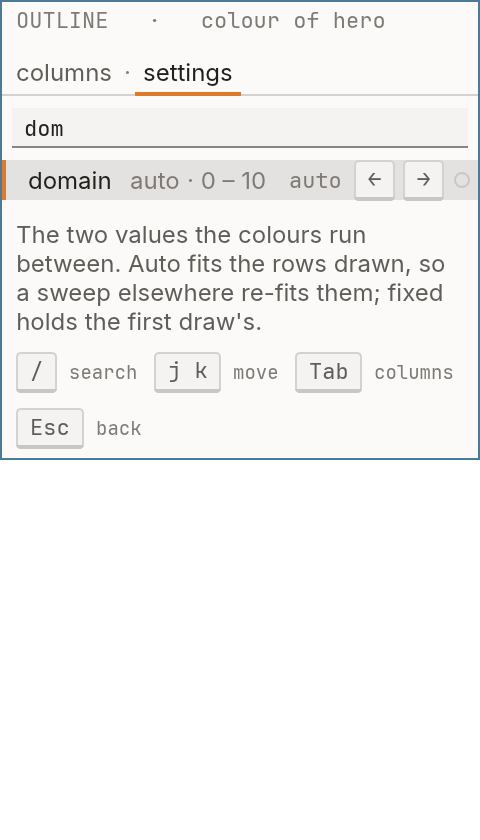 OUTLINE · colour of hero
columns · settings
dom
domain auto · 0 – 10 auto ← →
The two values the colours run
between. Auto fits the rows drawn, so
a sweep elsewhere re-fits them; fixed
holds the first draw's.
/ search j k move Tab columns
Esc back